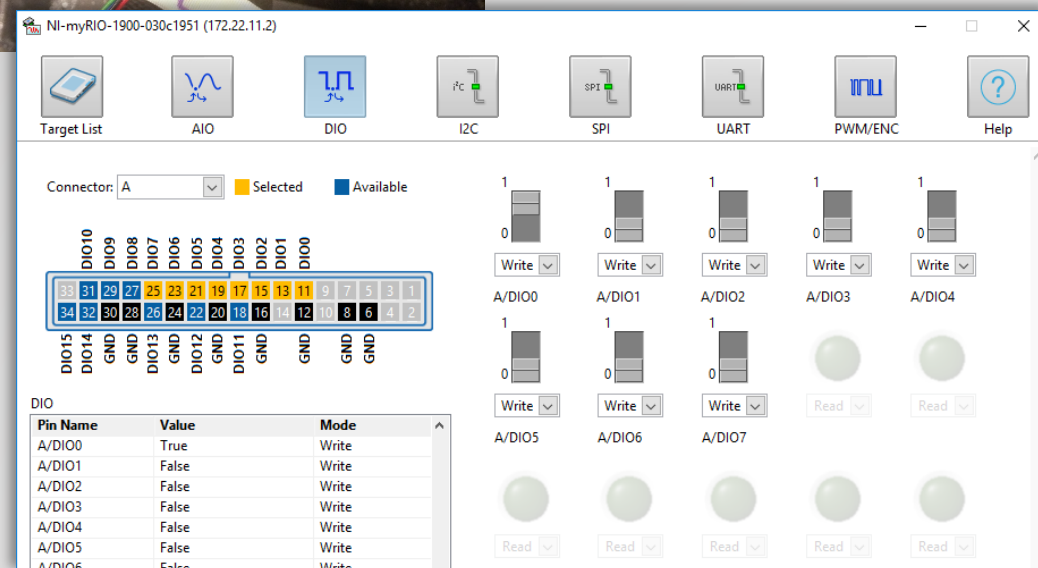 NI-myRIO-1900-030c1951 (172.22.11.2)
Target List AIO DIO I²C I2C SPI SPI UART UART PWM/ENC ? Help
Connector: A Selected Available
DIO10 DIO9 DIO8 DIO7 DIO6 DIO5 DIO4 DIO3 DIO2 DIO1 DIO0
33 31 29 27 25 23 21 19 17 15 13 11 9 7 5 3 1
34 32 30 28 26 24 22 20 18 16 14 12 10 8 6 4 2
DIO15 DIO14 GND GND DIO13 GND DIO12 GND DIO11 GND GND GND GND
1 1 1 1 1
0 0 0 0 0
Write Write Write Write Write
A/DIO0 A/DIO1 A/DIO2 A/DIO3 A/DIO4
1 1 1
0 0 0
Write Write Write Read Read
A/DIO5 A/DIO6 A/DIO7
Read Read Read Read Read
DIO
Pin Name Value Mode
A/DIO0 True Write
A/DIO1 False Write
A/DIO2 False Write
A/DIO3 False Write
A/DIO4 False Write
A/DIO5 False Write
A/DIO6 False Write